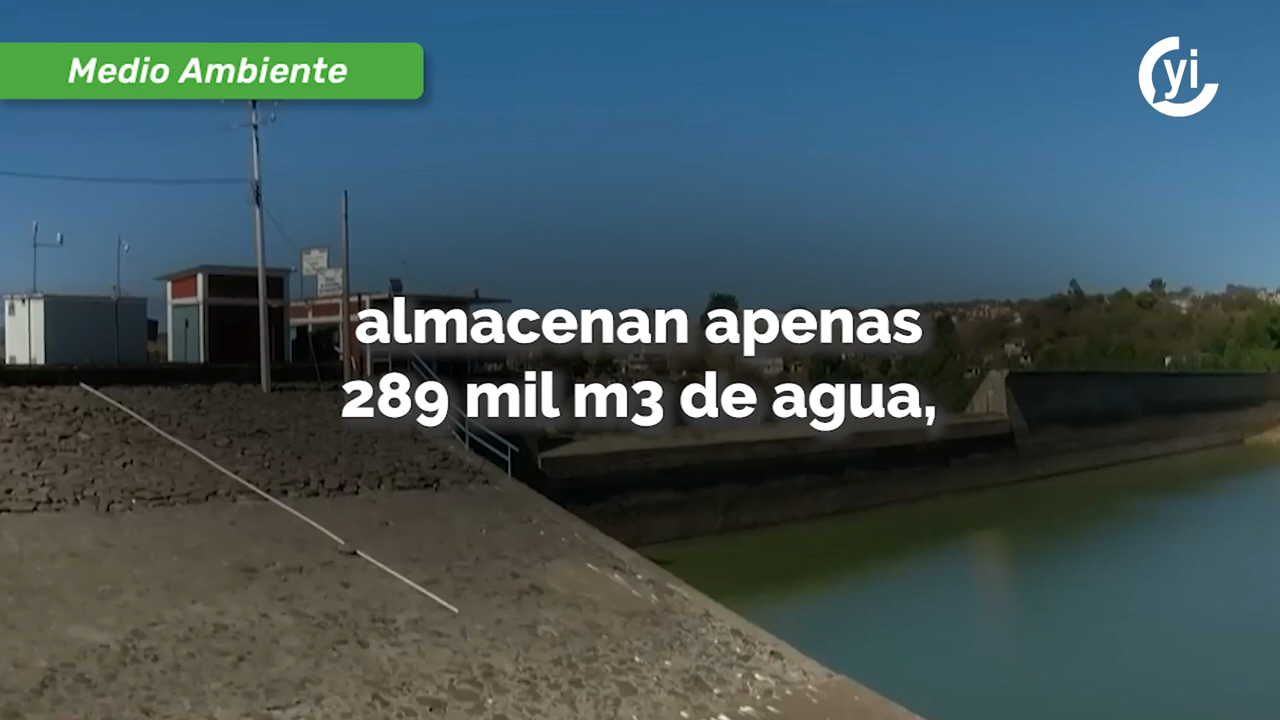 Medio Ambiente
yi
almacenan apenas
289 mil m3 de agua,